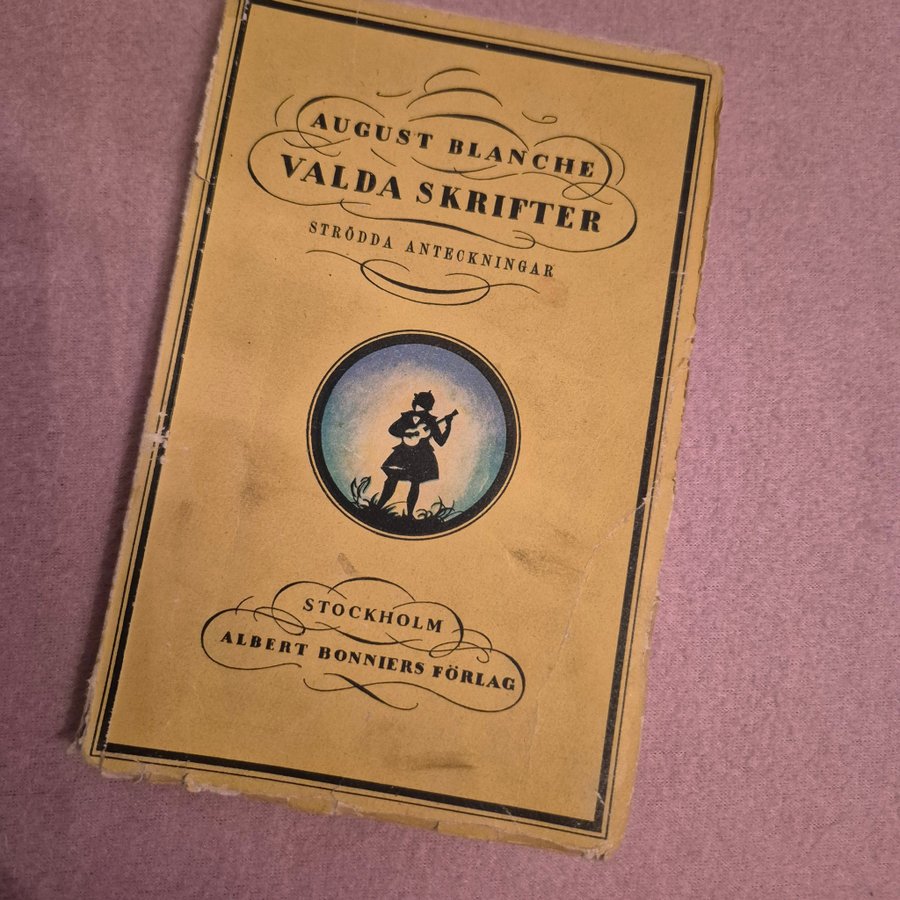 AUGUST BLANCHE
VALDA SKRIFTER
STRÖDDA ANTECKNINGAR
STOCKHOLM
ALBERT BONNIERS FÖRLAG